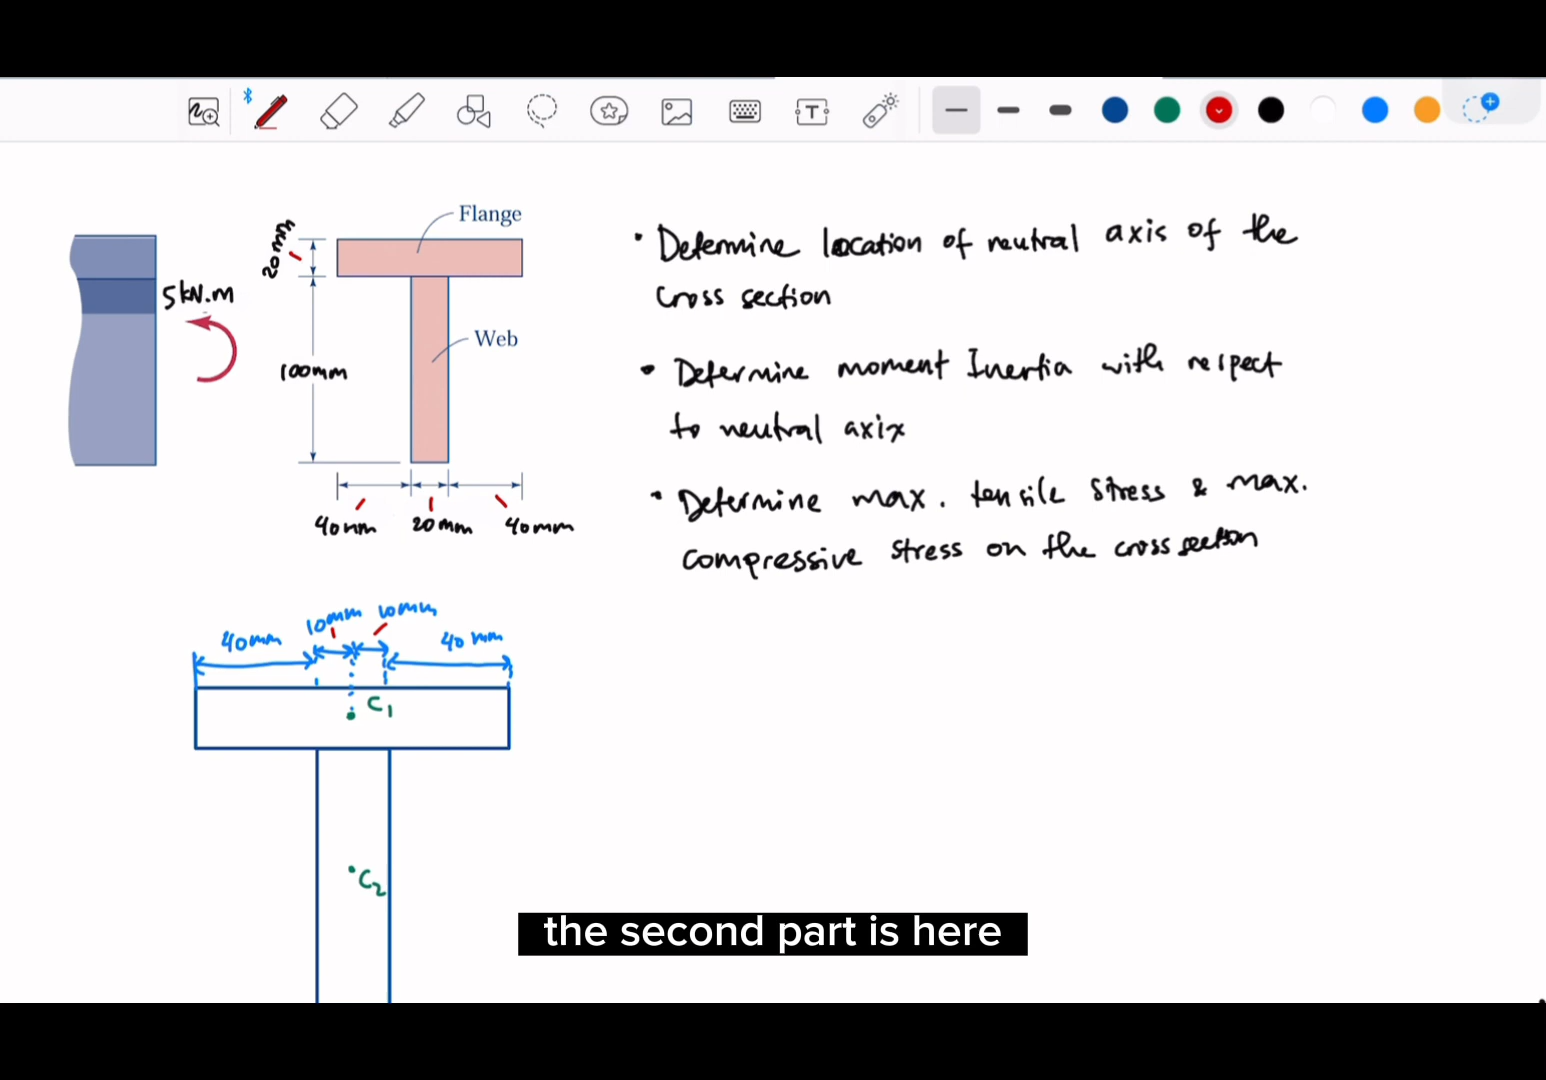 Flange
20mm
• Determine location of neutral axis of the
cross section
5kN.m
Web
100mm
• Determine moment Inertia with respect
to neutral axix
• Determine max. tensile stress & max.
compressive stress on the cross section
40mm 20mm 40mm
40mm 10mm 10mm 40mm
C1
C2
the second part is here